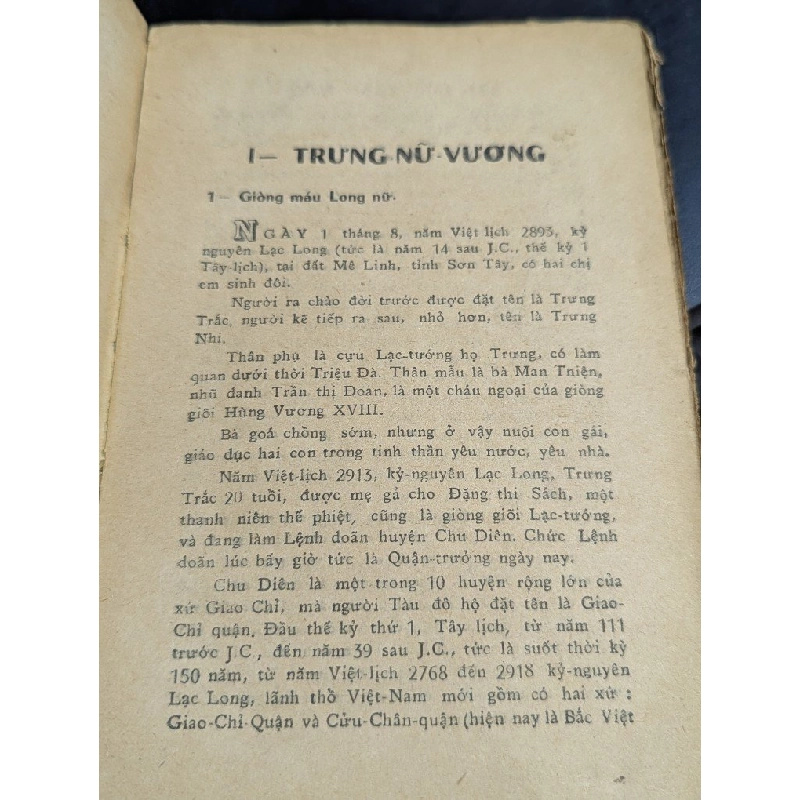 I — TRƯNG NỮ VƯƠNG
1 — Giòng máu Long nữ.
NGÀY 1 tháng 8, năm Việt lịch 2893, kỷ
nguyên Lạc Long (tức là năm 14 sau J.C., thế kỷ 1
Tây-lịch), tại đất Mê Linh, tỉnh Sơn Tây, có hai chị
em sinh đôi.
Người ra chào đời trước được đặt tên là Trưng
Trắc, người kế tiếp ra sau, nhỏ hơn, tên là Trưng
Nhị.
Thân phụ là cựu Lạc-tướng họ Trưng, có làm
quan dưới thời Triệu Đà. Thân mẫu là bà Man Thiện,
nhũ danh Trần thị Đoan, là một cháu ngoại của giòng
giõi Hùng Vương XVIII.
Bà goá chồng sớm, nhưng ở vậy nuôi con gái,
giáo dục hai con trong tinh thần yêu nước, yêu nhà.
Năm Việt-lịch 2913, kỷ-nguyên Lạc Long, Trưng
Trắc 20 tuổi, được mẹ gả cho Đặng thi Sách, một
thanh niên thế phiệt, cũng là giòng giõi Lạc-tướng,
và đang làm Lệnh doãn huyện Chu Diên. Chức Lệnh
doãn lúc bấy giờ tức là Quận-trưởng ngày nay.
Chu Diên là một trong 10 huyện rộng lớn của
xứ Giao Chỉ, mà người Tàu đô hộ đặt tên là Giao-
Chỉ quận. Đầu thế kỷ thứ 1, Tây lịch, từ năm 111
trước J.C., đến năm 39 sau J.C., tức là suốt thời kỳ
150 năm, từ năm Việt-lịch 2768 đến 2918 kỷ-nguyên
Lạc Long, lãnh thổ Việt-Nam mới gồm có hai xứ :
Giao-Chỉ-Quận và Cửu-Chân-quận (hiện nay là Bắc Việt